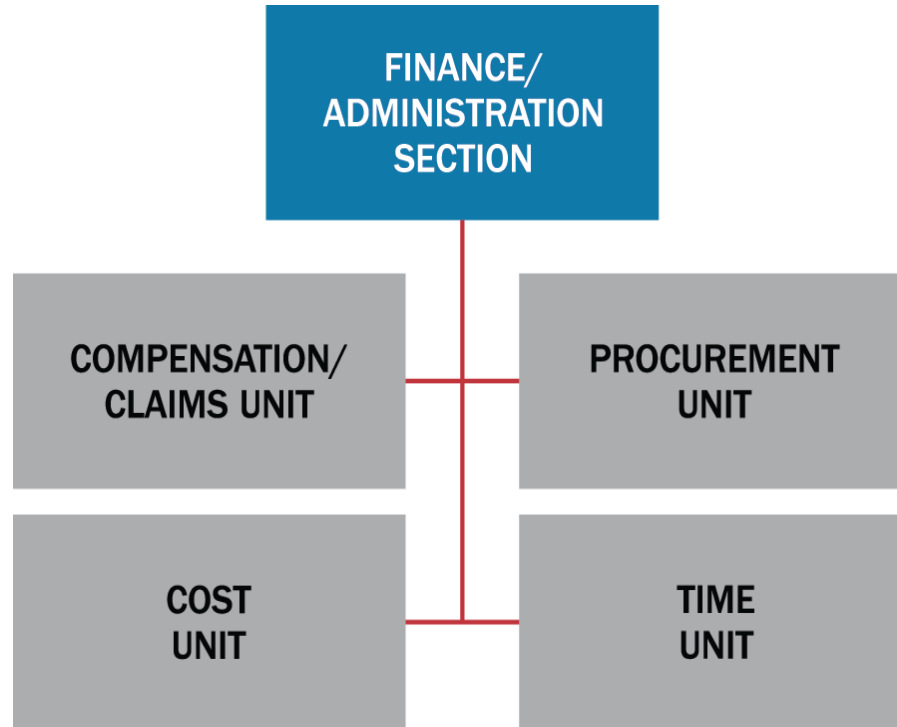 FINANCE/
ADMINISTRATION
SECTION
COMPENSATION/
CLAIMS UNIT
PROCUREMENT
UNIT
COST
UNIT
TIME
UNIT